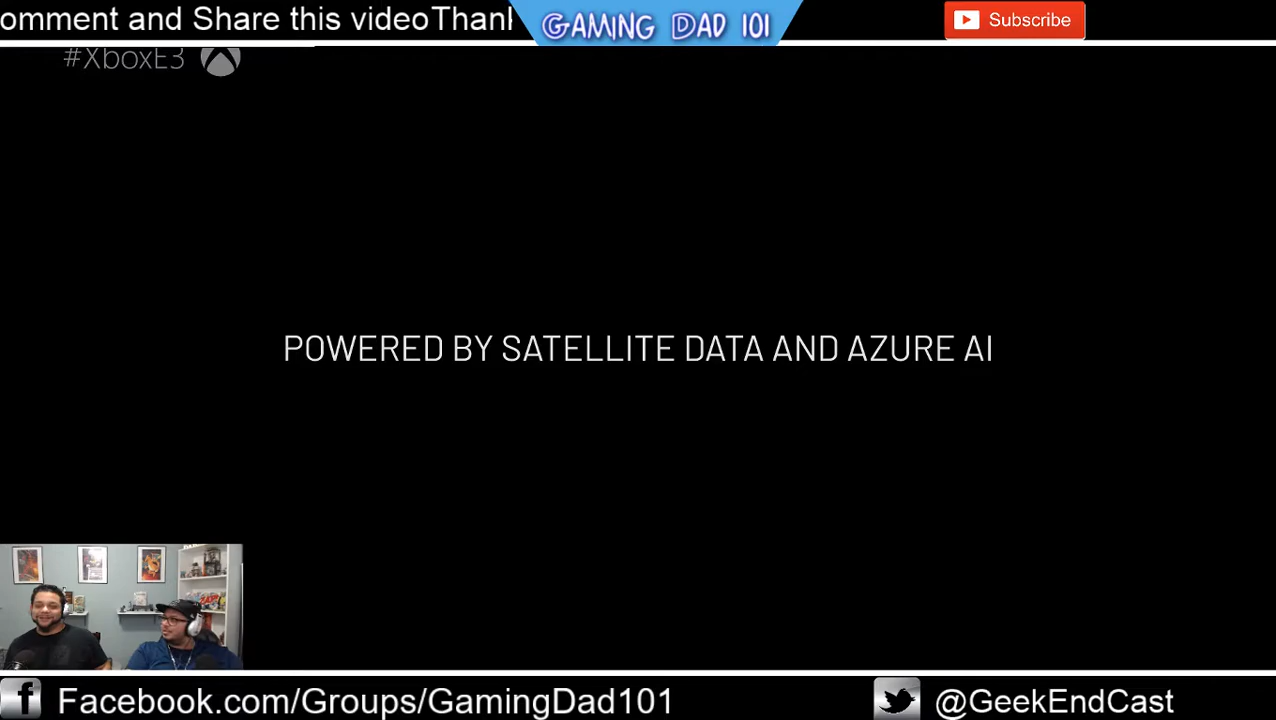 omment and Share this videoThank
GAMING DAD 101
Subscribe
#XboxE3
POWERED BY SATELLITE DATA AND AZURE AI
Facebook.com/Groups/GamingDad101
@GeekEndCast